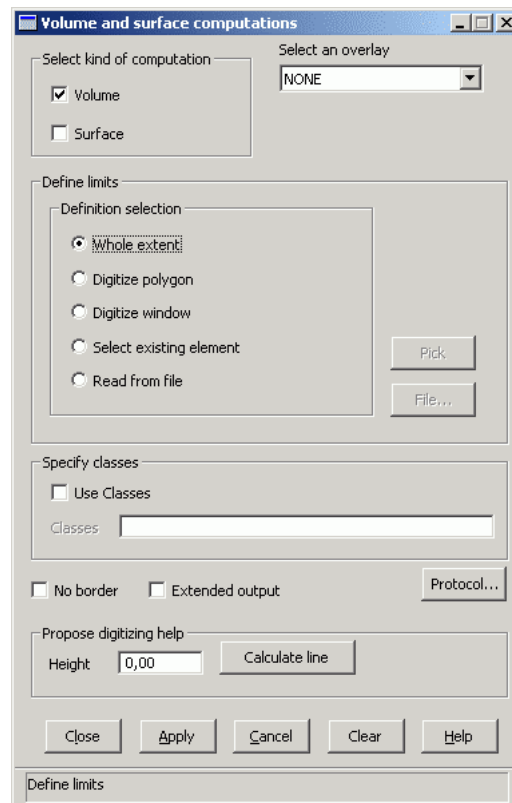 Volume and surface computations
Select kind of computation
Select an overlay
Volume
NONE
Surface
Define limits
Definition selection
Whole extent
Digitize polygon
Digitize window
Select existing element
Pick
Read from file
File...
Specify classes
Use Classes
Classes
No border
Extended output
Protocol...
Propose digitizing help
Height
0,00
Calculate line
Close
Apply
Cancel
Clear
Help
Define limits